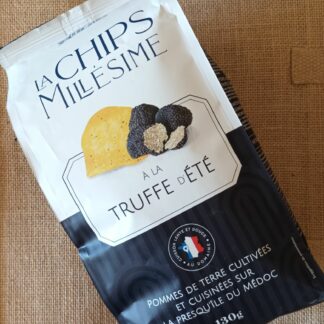 LA CHIPS
MILLÉSIME
À LA
TRUFFE D'ÉTÉ
POMMES DE TERRE CULTIVÉES
ET CUISINÉES SUR
LA PRESQU'ÎLE DU MÉDOC
130g